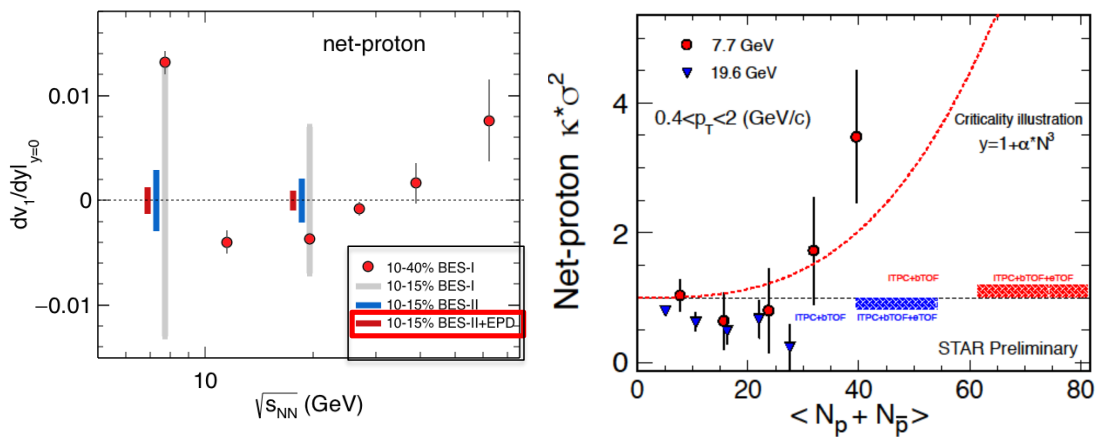 net-proton
0.01
0
−0.01
dv1/dy|y=0
10-40% BES-I
10-15% BES-I
10-15% BES-II
10-15% BES-II+EPD
10
√sNN (GeV)
7.7 GeV
19.6 GeV
0.4<pT<2 (GeV/c)
Criticality illustration
y=1+α*N³
Net-proton κ*σ²
4
2
0
iTPC+bTOF
iTPC+bTOF+eTOF
iTPC+bTOF
iTPC+bTOF+eTOF
STAR Preliminary
0 20 40 60 80
< Np + Np̄ >